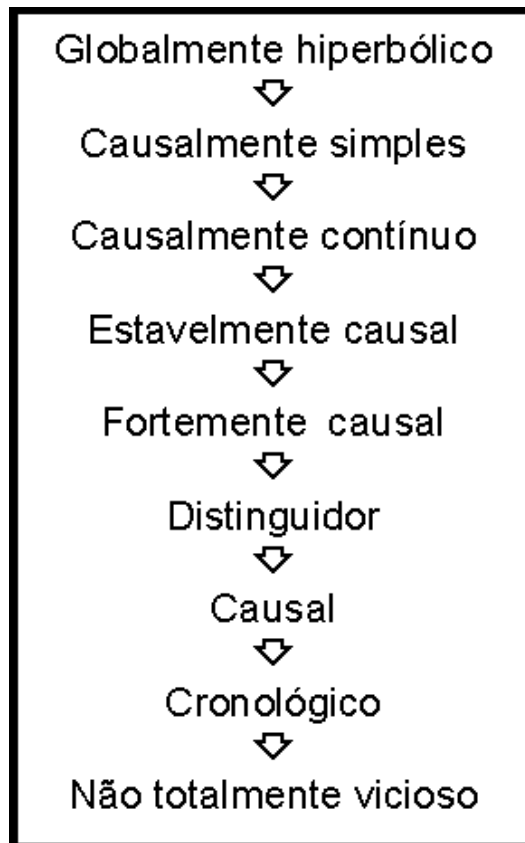 Globalmente hiperbólico
Causalmente simples
Causalmente contínuo
Estavelmente causal
Fortemente causal
Distinguidor
Causal
Cronológico
Não totalmente vicioso